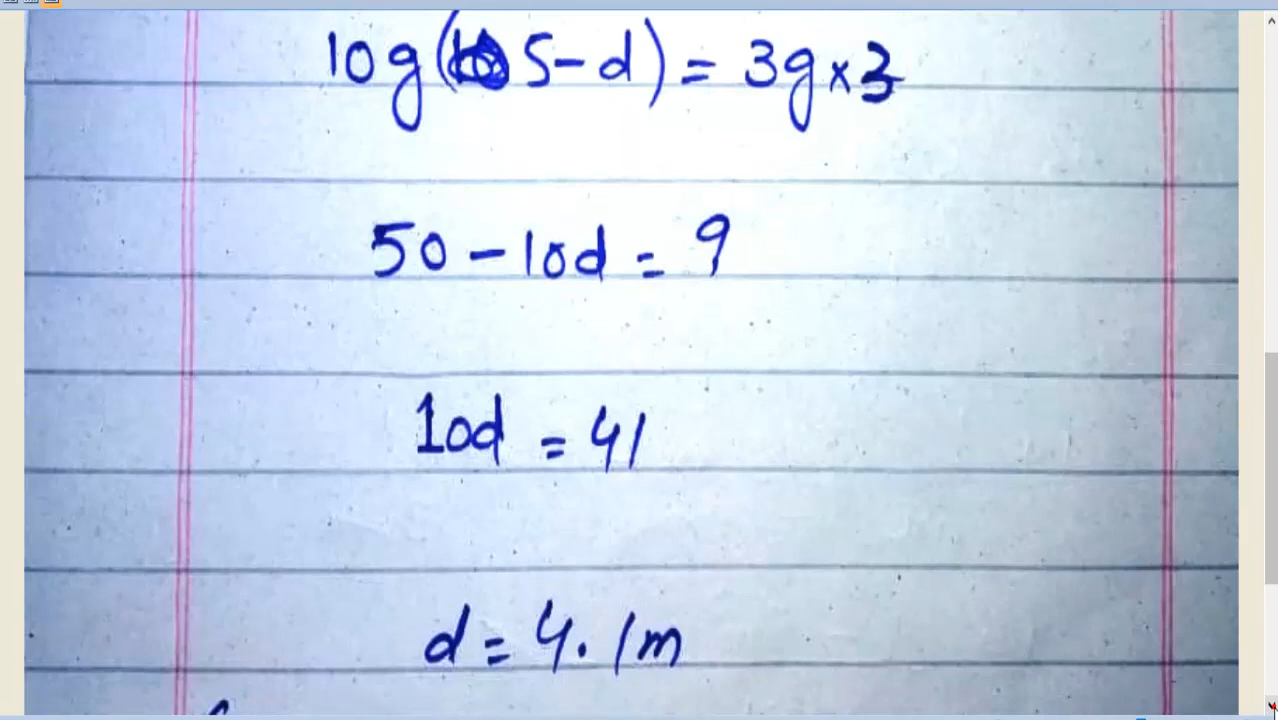 10g(5-d) = 3g×3
50-10d = 9
10d = 41
d = 4.1m